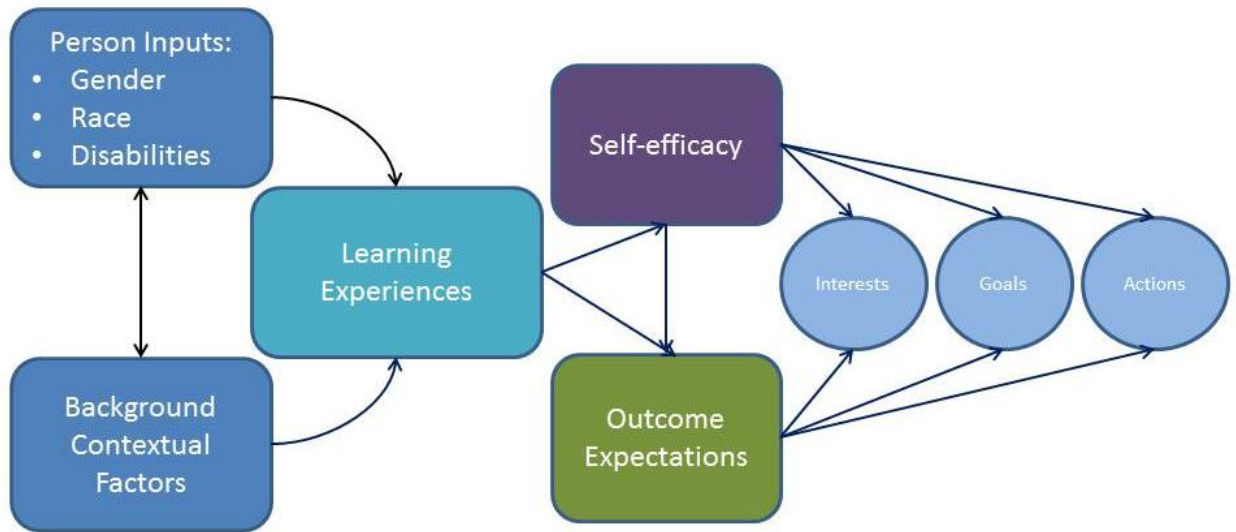 Person Inputs:
• Gender
• Race
• Disabilities
Background
Contextual
Factors
Learning
Experiences
Self-efficacy
Outcome
Expectations
Interests
Goals
Actions